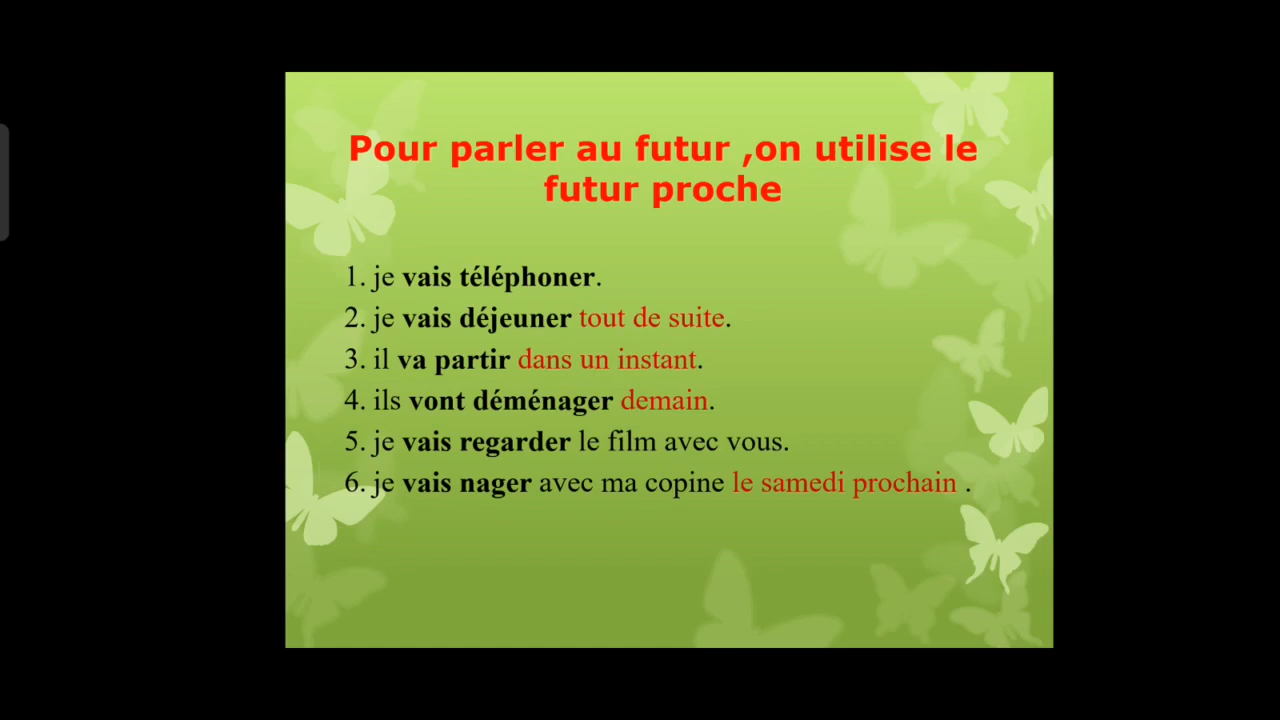 Pour parler au futur ,on utilise le
futur proche
1. je vais téléphoner.
2. je vais déjeuner tout de suite.
3. il va partir dans un instant.
4. ils vont déménager demain.
5. je vais regarder le film avec vous.
6. je vais nager avec ma copine le samedi prochain .